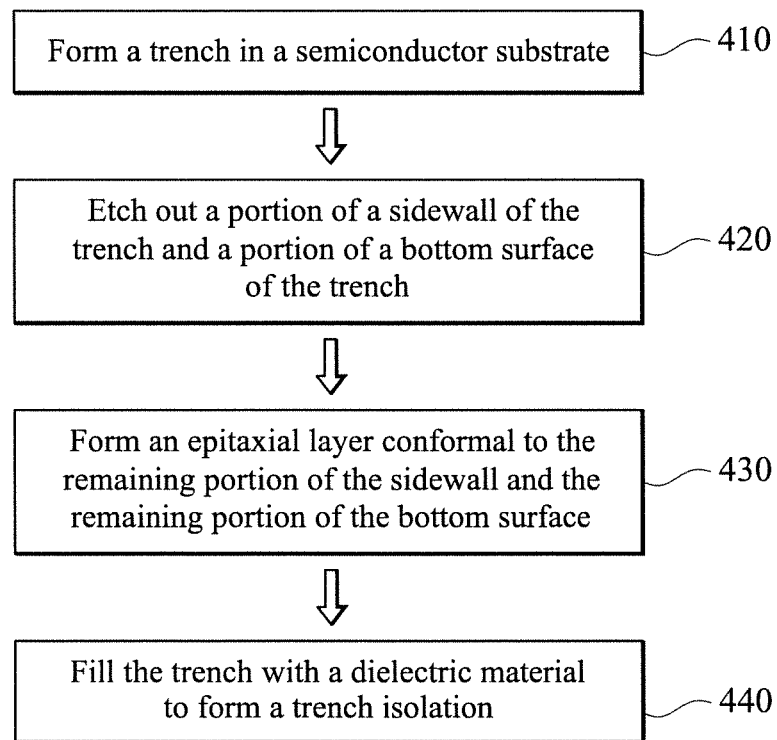 Form a trench in a semiconductor substrate
410
Etch out a portion of a sidewall of the
trench and a portion of a bottom surface
of the trench
420
Form an epitaxial layer conformal to the
remaining portion of the sidewall and the
remaining portion of the bottom surface
430
Fill the trench with a dielectric material
to form a trench isolation
440